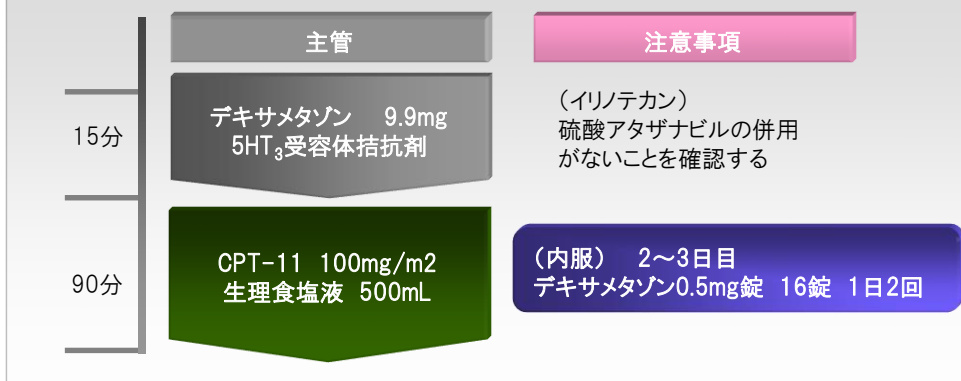 主管
注意事項
15分
デキサメタゾン 9.9mg
5HT₃受容体拮抗剤
（イリノテカン）
硫酸アタザナビルの併用
がないことを確認する
90分
CPT-11 100mg/m2
生理食塩液 500mL
（内服） 2～3日目
デキサメタゾン0.5mg錠 16錠 1日2回